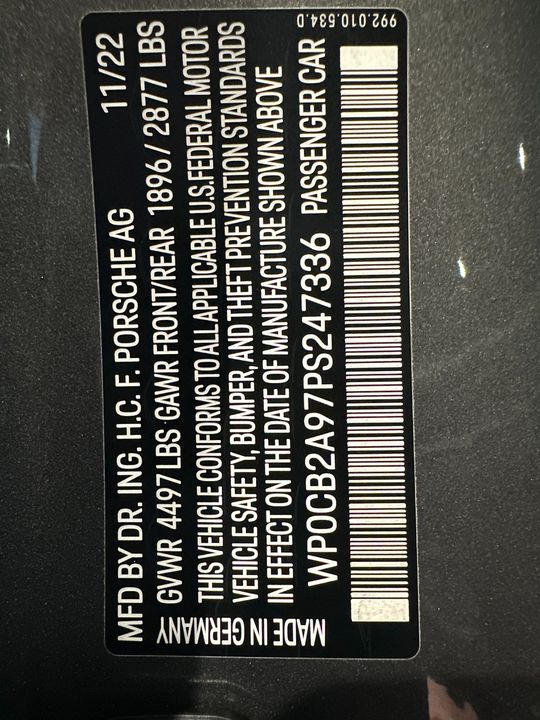 992.010.534.D
MFD BY DR. ING. H.C. F. PORSCHE AG 11/22
GVWR 4497 LBS GAWR FRONT/REAR 1896 / 2877 LBS
THIS VEHICLE CONFORMS TO ALL APPLICABLE U.S. FEDERAL MOTOR
VEHICLE SAFETY, BUMPER, AND THEFT PREVENTION STANDARDS
IN EFFECT ON THE DATE OF MANUFACTURE SHOWN ABOVE
WP0CB2A97PS247336 PASSENGER CAR
MADE IN GERMANY